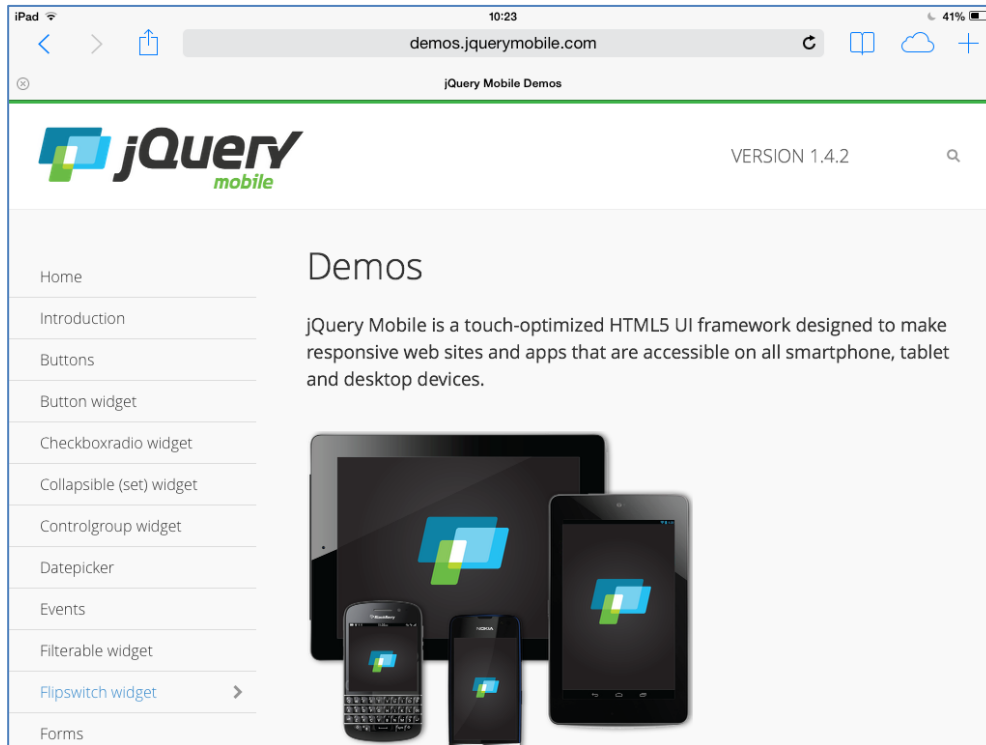 iPad 10:23 41%
demos.jquerymobile.com
jQuery Mobile Demos
jQuery
mobile
VERSION 1.4.2
Home
Introduction
Buttons
Button widget
Checkboxradio widget
Collapsible (set) widget
Controlgroup widget
Datepicker
Events
Filterable widget
Flipswitch widget
Forms
Demos
jQuery Mobile is a touch-optimized HTML5 UI framework designed to make
responsive web sites and apps that are accessible on all smartphone, tablet
and desktop devices.
BlackBerry
NOKIA